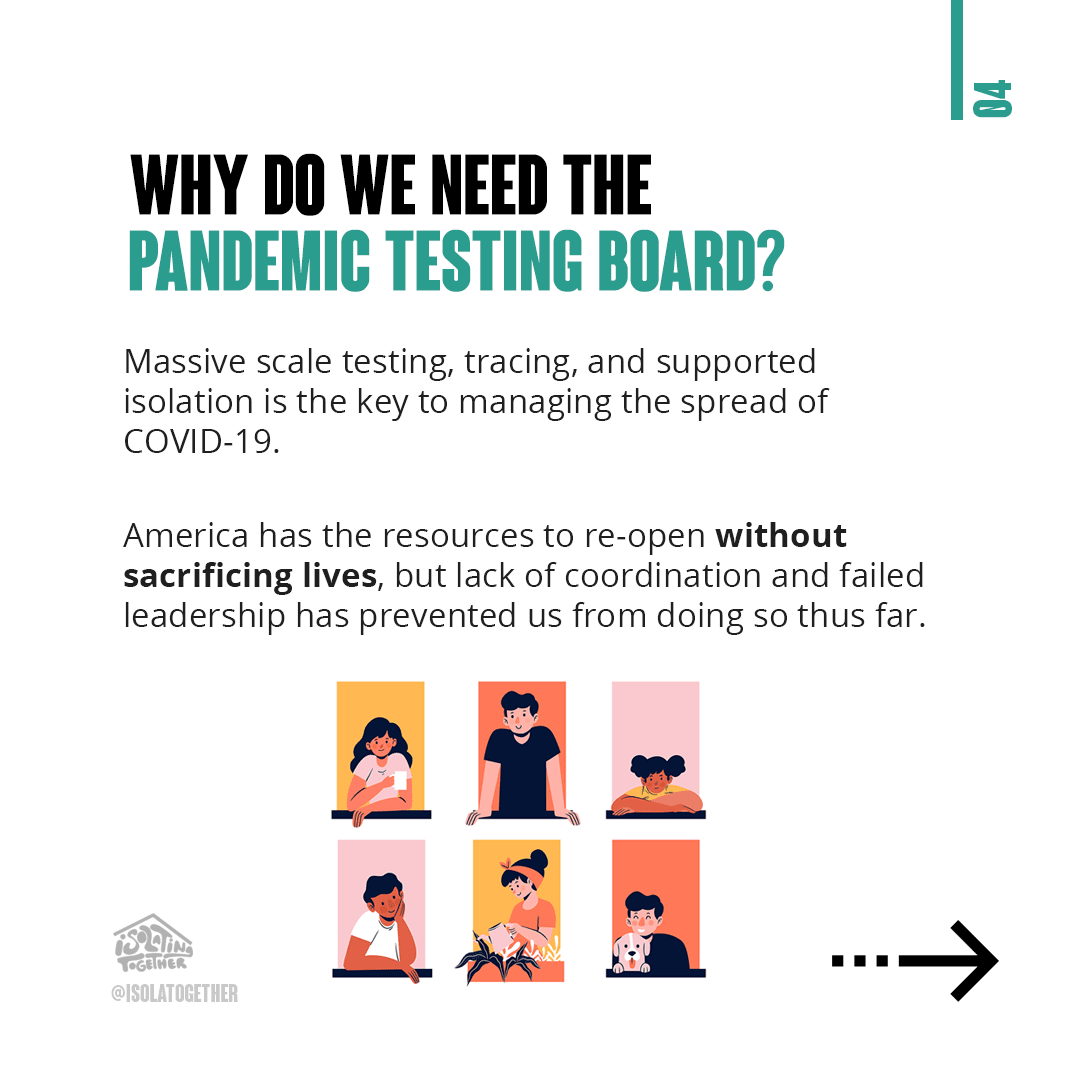 04
WHY DO WE NEED THE
PANDEMIC TESTING BOARD?
Massive scale testing, tracing, and supported
isolation is the key to managing the spread of
COVID-19.
America has the resources to re-open without
sacrificing lives, but lack of coordination and failed
leadership has prevented us from doing so thus far.
iSOLATING
TOGETHER
@ISOLATOGETHER